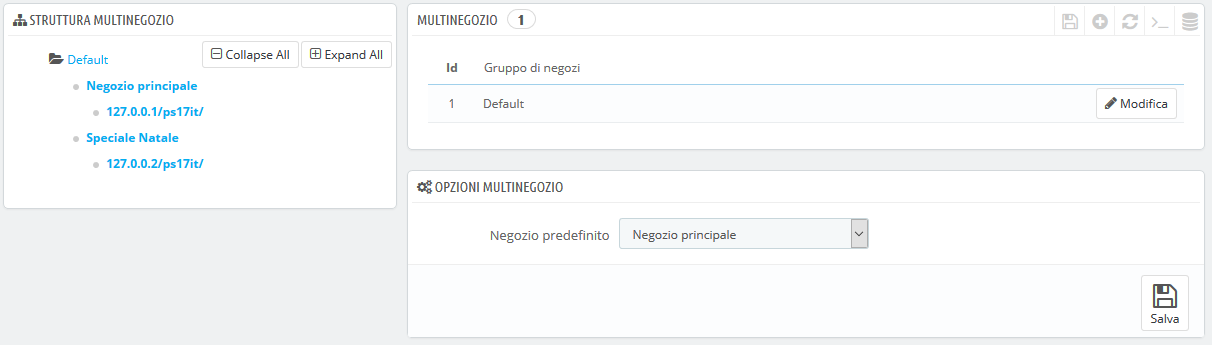 STRUTTURA MULTINEGOZIO
Default
Collapse All
Expand All
Negozio principale
127.0.0.1/ps17it/
Speciale Natale
127.0.0.2/ps17it/
MULTINEGOZIO 1
Id Gruppo di negozi
1 Default Modifica
OPZIONI MULTINEGOZIO
Negozio predefinito Negozio principale
Salva